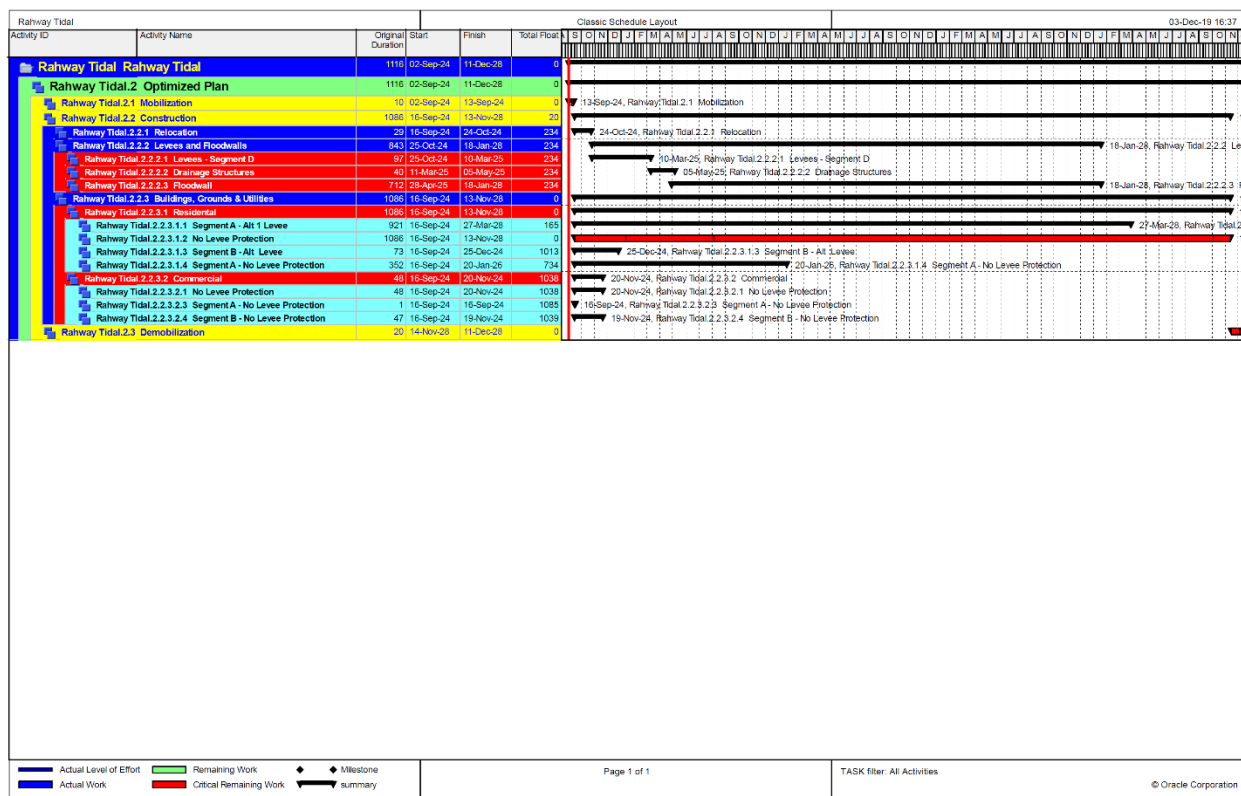 Rahway Tidal Classic Schedule Layout 03-Dec-19 16:37
Activity ID Activity Name Original Duration Start Finish Total Float S O N D J F M A M J J A S O N D J F M A M J J A S O N D J F M A M J J A S O N D J F M A M J J A S O N
Rahway Tidal Rahway Tidal 1116 02-Sep-24 11-Dec-28 0
Rahway Tidal.2 Optimized Plan 1116 02-Sep-24 11-Dec-28 0
Rahway Tidal.2.1 Mobilization 10 02-Sep-24 13-Sep-24 0 13-Sep-24, Rahway Tidal.2.1 Mobilization
Rahway Tidal.2.2 Construction 1086 16-Sep-24 13-Nov-28 20
Rahway Tidal.2.2.1 Relocation 29 16-Sep-24 24-Oct-24 234 24-Oct-24, Rahway Tidal.2.2.1 Relocation
Rahway Tidal.2.2.2 Levees and Floodwalls 843 25-Oct-24 18-Jan-28 234 18-Jan-28, Rahway Tidal.2.2.2 Le
Rahway Tidal.2.2.2.1 Levees - Segment D 97 25-Oct-24 10-Mar-25 234 10-Mar-25, Rahway Tidal.2.2.2.1 Levees - Segment D
Rahway Tidal.2.2.2.2 Drainage Structures 40 11-Mar-25 05-May-25 234 05-May-25, Rahway Tidal.2.2.2.2 Drainage Structures
Rahway Tidal.2.2.2.3 Floodwall 712 28-Apr-25 18-Jan-28 234 18-Jan-28, Rahway Tidal.2.2.2.3
Rahway Tidal.2.2.3 Buildings, Grounds & Utilities 1086 16-Sep-24 13-Nov-28 0
Rahway Tidal.2.2.3.1 Residental 1086 16-Sep-24 13-Nov-28 0
Rahway Tidal.2.2.3.1.1 Segment A - Alt 1 Levee 921 16-Sep-24 27-Mar-28 165 27-Mar-28, Rahway Tidal.2
Rahway Tidal.2.2.3.1.2 No Levee Protection 1086 16-Sep-24 13-Nov-28 0
Rahway Tidal.2.2.3.1.3 Segment B - Alt Levee 73 16-Sep-24 25-Dec-24 1013 25-Dec-24, Rahway Tidal.2.2.3.1.3 Segment B - Alt Levee
Rahway Tidal.2.2.3.1.4 Segment A - No Levee Protection 352 16-Sep-24 20-Jan-26 734 20-Jan-26, Rahway Tidal.2.2.3.1.4 Segment A - No Levee Protection
Rahway Tidal.2.2.3.2 Commercial 48 16-Sep-24 20-Nov-24 1038 20-Nov-24, Rahway Tidal.2.2.3.2 Commercial
Rahway Tidal.2.2.3.2.1 No Levee Protection 48 16-Sep-24 20-Nov-24 1038 20-Nov-24, Rahway Tidal.2.2.3.2.1 No Levee Protection
Rahway Tidal.2.2.3.2.3 Segment A - No Levee Protection 1 16-Sep-24 16-Sep-24 1085 16-Sep-24, Rahway Tidal.2.2.3.2.3 Segment A - No Levee Protection
Rahway Tidal.2.2.3.2.4 Segment B - No Levee Protection 47 16-Sep-24 19-Nov-24 1039 19-Nov-24, Rahway Tidal.2.2.3.2.4 Segment B - No Levee Protection
Rahway Tidal.2.3 Demobilization 20 14-Nov-28 11-Dec-28 0
Actual Level of Effort Remaining Work Milestone Page 1 of 1 TASK filter: All Activities
Actual Work Critical Remaining Work summary
© Oracle Corporation